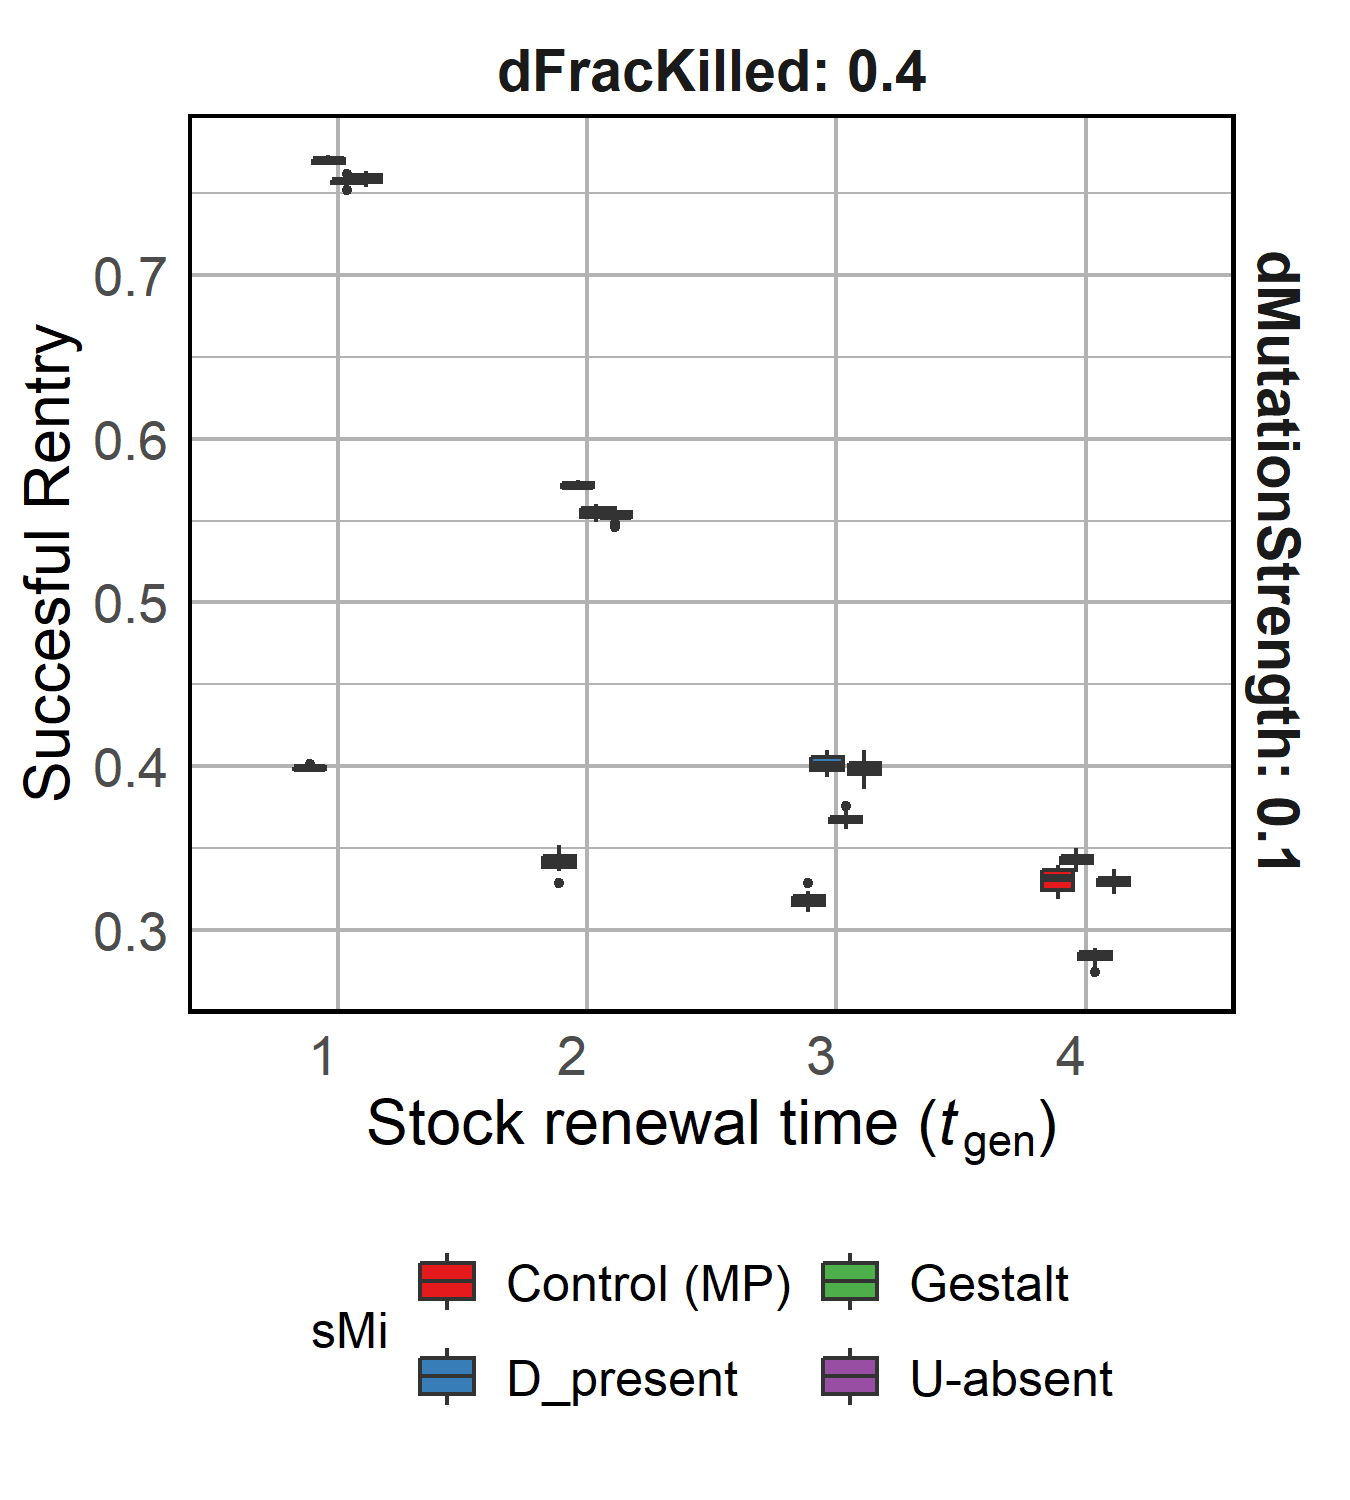 dFracKilled: 0.4
Succesful Rentry
0.7
0.6
0.5
0.4
0.3
dMutationStrength: 0.1
1 2 3 4
Stock renewal time (tgen)
sMi
Control (MP) Gestalt
D_present U-absent